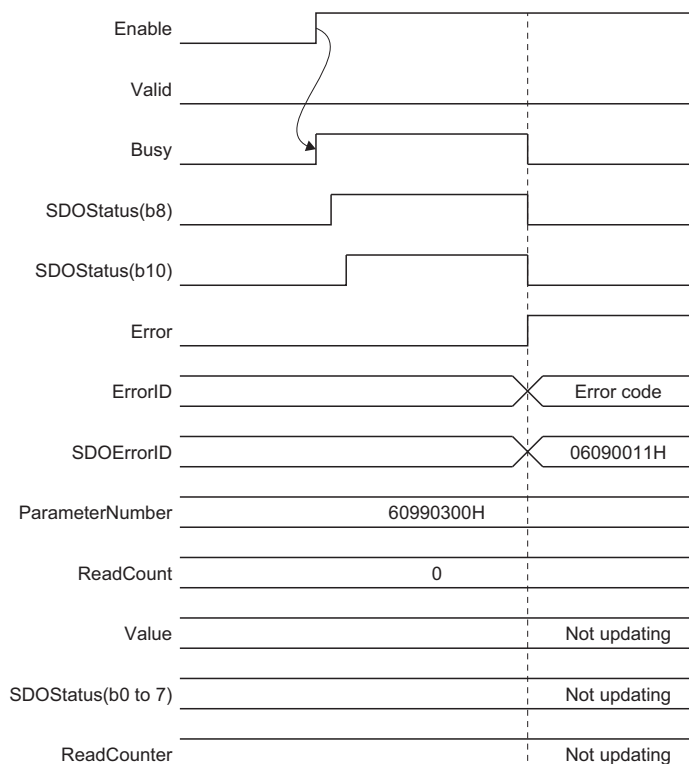 Enable
Valid
Busy
SDOStatus(b8)
SDOStatus(b10)
Error
ErrorID Error code
SDOErrorID 06090011H
ParameterNumber 60990300H
ReadCount 0
Value Not updating
SDOStatus(b0 to 7) Not updating
ReadCounter Not updating